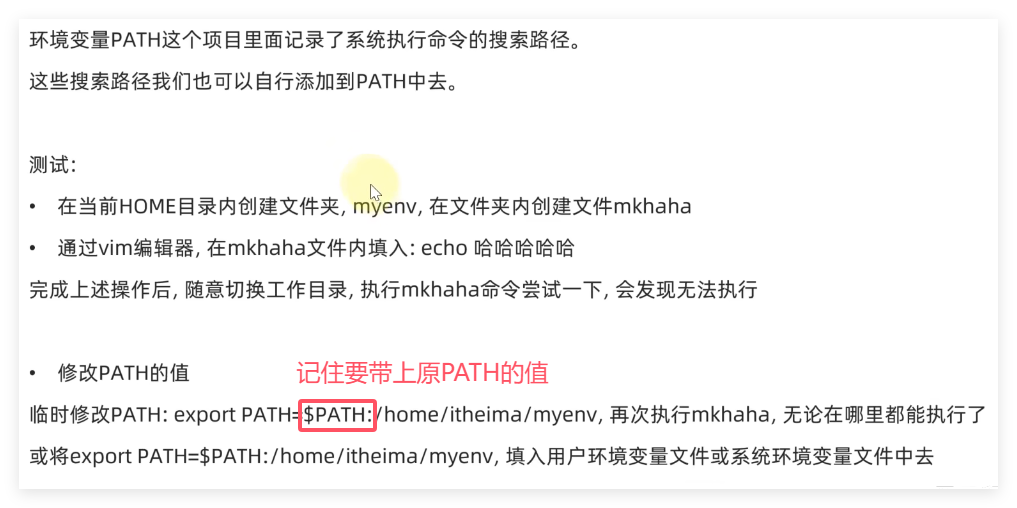 环境变量PATH这个项目里面记录了系统执行命令的搜索路径。
这些搜索路径我们也可以自行添加到PATH中去。
测试:
• 在当前HOME目录内创建文件夹, myenv, 在文件夹内创建文件mkhaha
• 通过vim编辑器, 在mkhaha文件内填入: echo 哈哈哈哈哈
完成上述操作后, 随意切换工作目录, 执行mkhaha命令尝试一下, 会发现无法执行
• 修改PATH的值
记住要带上原PATH的值
临时修改PATH: export PATH=$PATH:/home/itheima/myenv, 再次执行mkhaha, 无论在哪里都能执行了
或将export PATH=$PATH:/home/itheima/myenv, 填入用户环境变量文件或系统环境变量文件中去